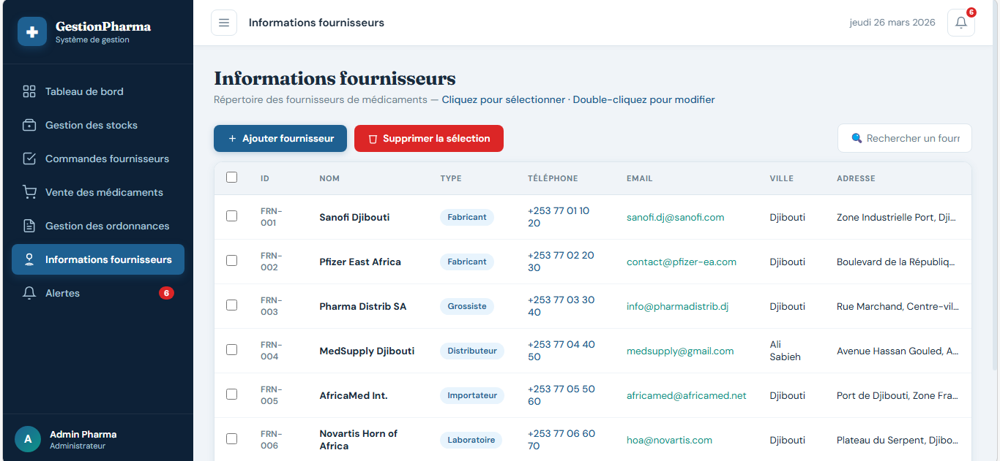 GestionPharma
Système de gestion
Tableau de bord
Gestion des stocks
Commandes fournisseurs
Vente des médicaments
Gestion des ordonnances
Informations fournisseurs
Alertes 6
A Admin Pharma
Administrateur
Informations fournisseurs
jeudi 26 mars 2026
6
Informations fournisseurs
Répertoire des fournisseurs de médicaments — Cliquez pour sélectionner · Double-cliquez pour modifier
+ Ajouter fournisseur
Supprimer la sélection
Rechercher un fourr
ID NOM TYPE TÉLÉPHONE EMAIL VILLE ADRESSE
FRN-001 Sanofi Djibouti Fabricant +253 77 01 10 20 sanofi.dj@sanofi.com Djibouti Zone Industrielle Port, Dji...
FRN-002 Pfizer East Africa Fabricant +253 77 02 20 30 contact@pfizer-ea.com Djibouti Boulevard de la Républiq...
FRN-003 Pharma Distrib SA Grossiste +253 77 03 30 40 info@pharmadistrib.dj Djibouti Rue Marchand, Centre-vil...
FRN-004 MedSupply Djibouti Distributeur +253 77 04 40 50 medsupply@gmail.com Ali Sabieh Avenue Hassan Gouled, A...
FRN-005 AfricaMed Int. Importateur +253 77 05 50 60 africamed@africamed.net Djibouti Port de Djibouti, Zone Fra...
FRN-006 Novartis Horn of Africa Laboratoire +253 77 06 60 70 hoa@novartis.com Djibouti Plateau du Serpent, Djibo...